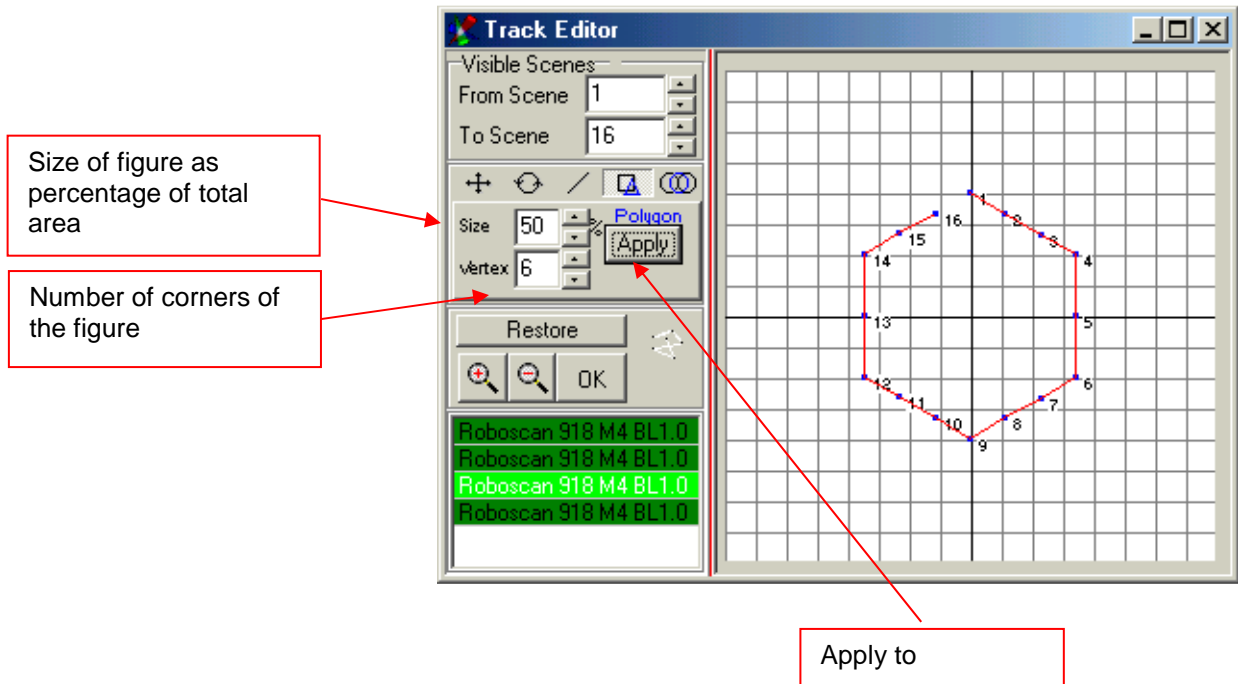 Track Editor
Visible Scenes
From Scene 1
To Scene 16
Size 50 % Polygon
Apply
Vertex 6
Restore
OK
Roboscan 918 M4 BL1.0
Roboscan 918 M4 BL1.0
Roboscan 918 M4 BL1.0
Roboscan 918 M4 BL1.0
Size of figure as
percentage of total
area
Number of corners of
the figure
1
2
3
4
5
6
7
8
9
10
11
12
13
14
15
16
Apply to